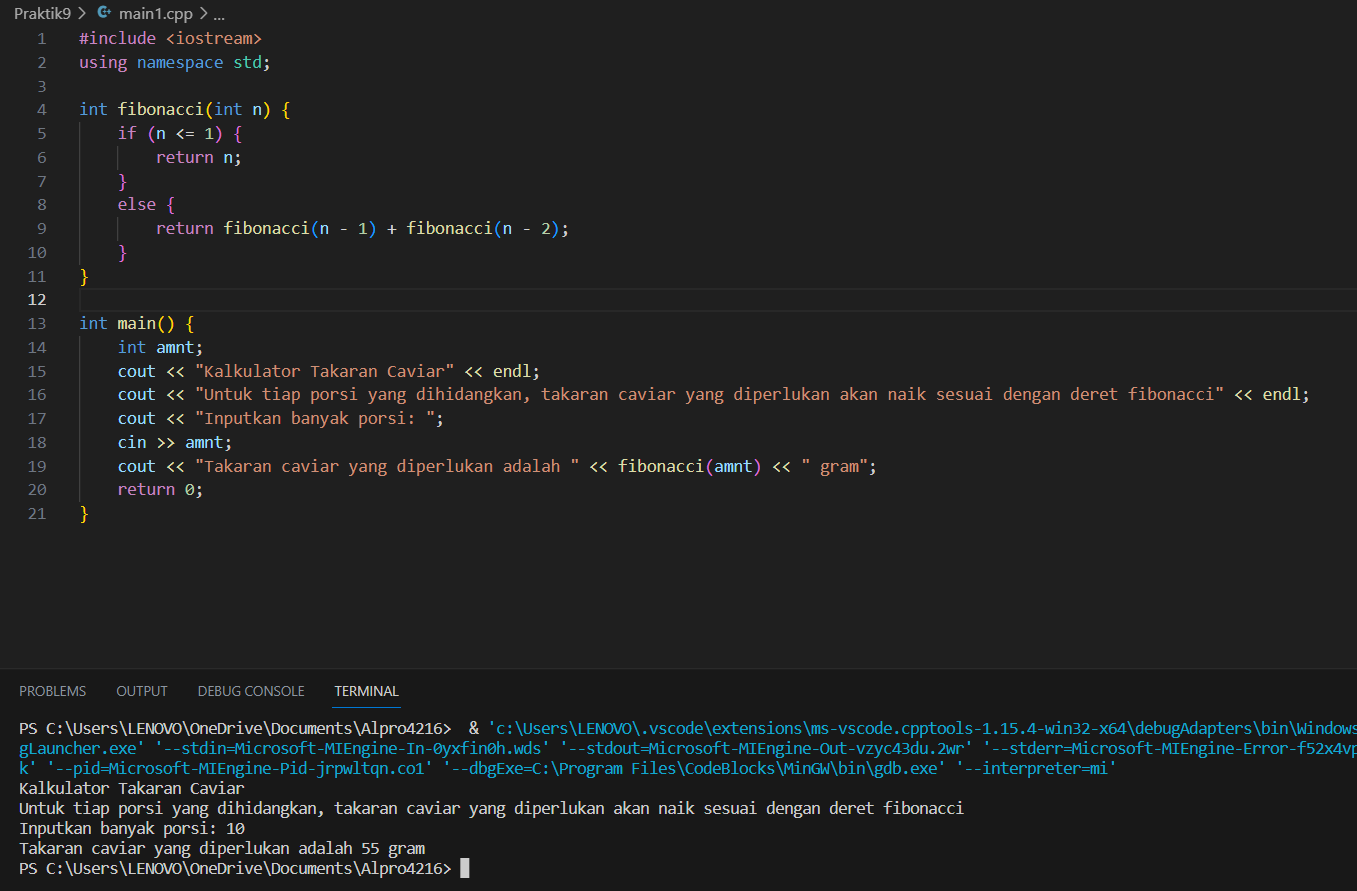 Praktik9 > main1.cpp > ...
1 #include <iostream>
2 using namespace std;
3
4 int fibonacci(int n) {
5     if (n <= 1) {
6         return n;
7     }
8     else {
9         return fibonacci(n - 1) + fibonacci(n - 2);
10     }
11 }
12
13 int main() {
14     int amnt;
15     cout << "Kalkulator Takaran Caviar" << endl;
16     cout << "Untuk tiap porsi yang dihidangkan, takaran caviar yang diperlukan akan naik sesuai dengan deret fibonacci" << endl;
17     cout << "Inputkan banyak porsi: ";
18     cin >> amnt;
19     cout << "Takaran caviar yang diperlukan adalah " << fibonacci(amnt) << " gram";
20     return 0;
21 }
PROBLEMS OUTPUT DEBUG CONSOLE TERMINAL
PS C:\Users\LENOVO\OneDrive\Documents\Alpro4216>  & 'c:\Users\LENOVO\.vscode\extensions\ms-vscode.cpptools-1.15.4-win32-x64\debugAdapters\bin\Windows
gLauncher.exe' '--stdin=Microsoft-MIEngine-In-0yxfin0h.wds' '--stdout=Microsoft-MIEngine-Out-vzyc43du.2wr' '--stderr=Microsoft-MIEngine-Error-f52x4vp
k' '--pid=Microsoft-MIEngine-Pid-jrpwltqn.co1' '--dbgExe=C:\Program Files\CodeBlocks\MinGW\bin\gdb.exe' '--interpreter=mi'
Kalkulator Takaran Caviar
Untuk tiap porsi yang dihidangkan, takaran caviar yang diperlukan akan naik sesuai dengan deret fibonacci
Inputkan banyak porsi: 10
Takaran caviar yang diperlukan adalah 55 gram
PS C:\Users\LENOVO\OneDrive\Documents\Alpro4216>